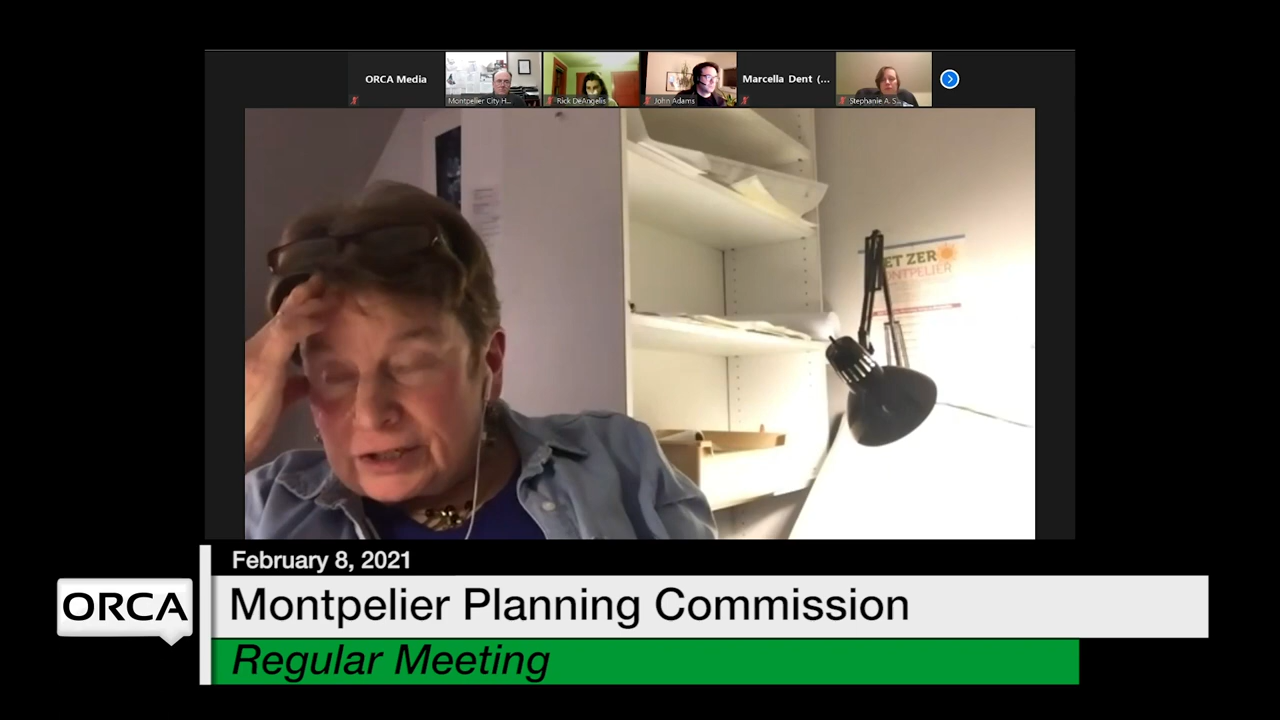 ORCA Media
Montpelier City H...
Rick DeAngelis
John Adams
Marcella Dent (...
Stephanie A. S...
ET ZER
NTPELIER
February 8, 2021
Montpelier Planning Commission
ORCA
Regular Meeting